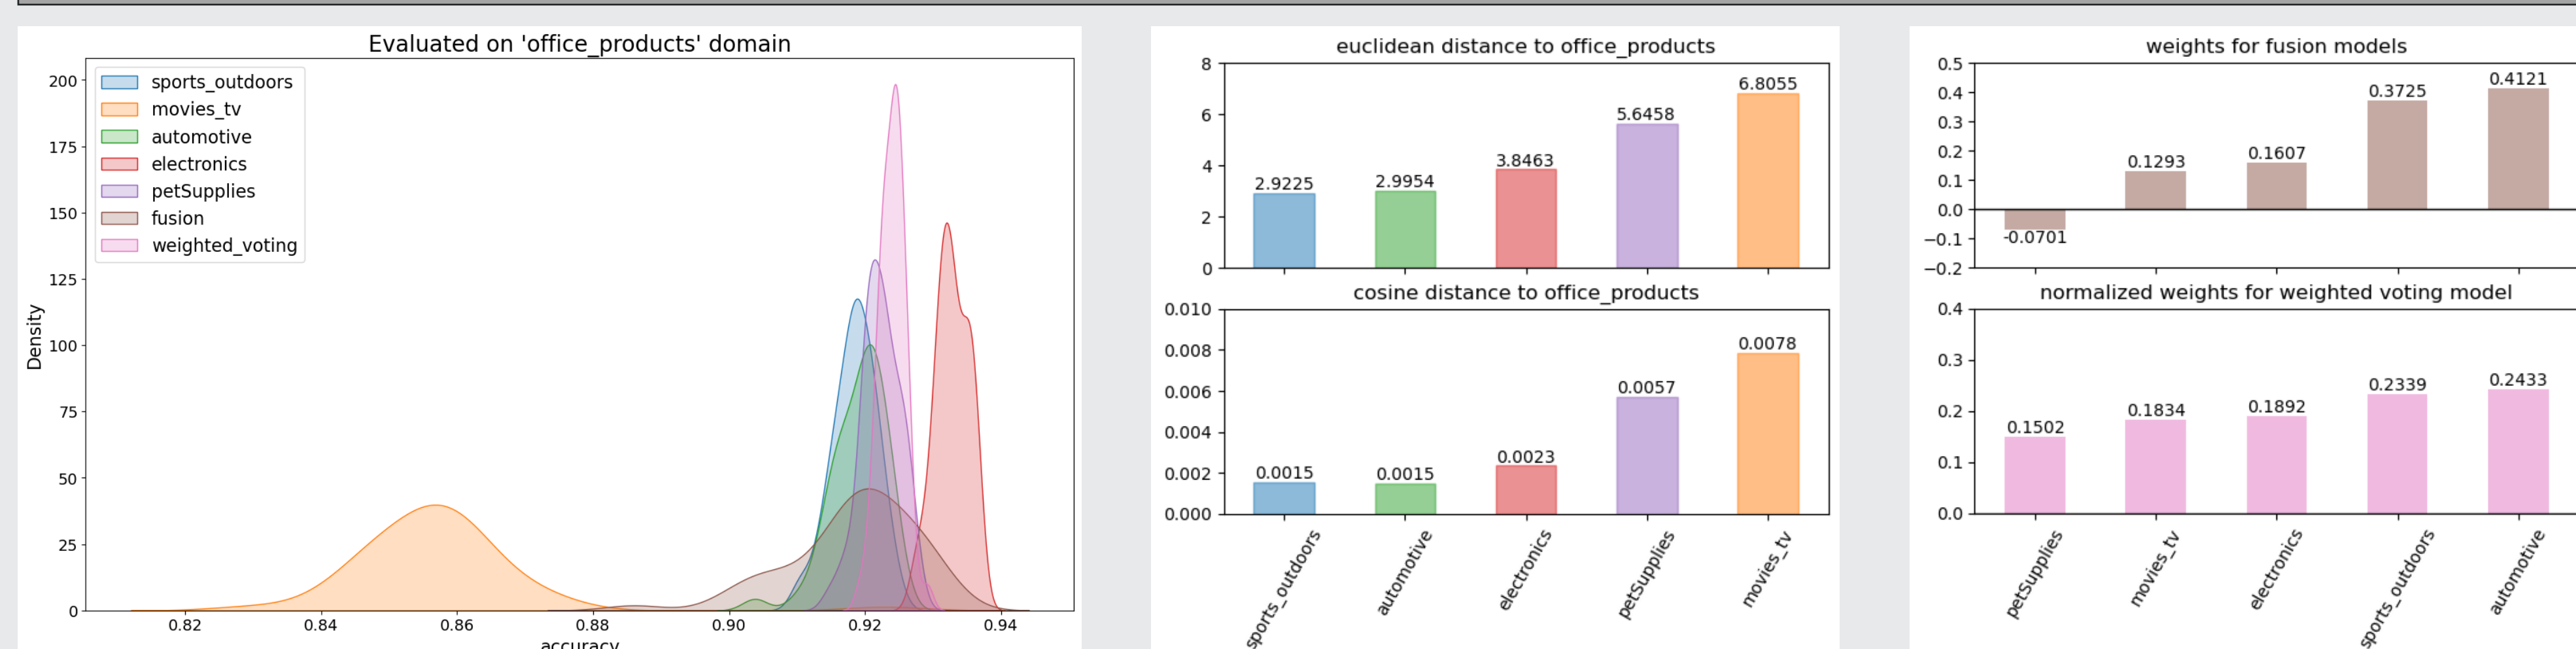 Evaluated on 'office_products' domain
sports_outdoors
movies_tv
automotive
electronics
petSupplies
fusion
weighted_voting
Density
200
175
150
125
100
75
50
25
0
0.82 0.84 0.86 0.88 0.90 0.92 0.94
accuracy
euclidean distance to office_products
8
6
4
2
0
2.9225 2.9954 3.8463 5.6458 6.8055
cosine distance to office_products
0.010
0.008
0.006
0.004
0.002
0.000
0.0015 0.0015 0.0023 0.0057 0.0078
sports_outdoors automotive electronics petSupplies movies_tv
weights for fusion models
0.5
0.4
0.3
0.2
0.1
0.0
−0.1
−0.2
-0.0701 0.1293 0.1607 0.3725 0.4121
normalized weights for weighted voting model
0.4
0.3
0.2
0.1
0.0
0.1502 0.1834 0.1892 0.2339 0.2433
petSupplies movies_tv electronics sports_outdoors automotive